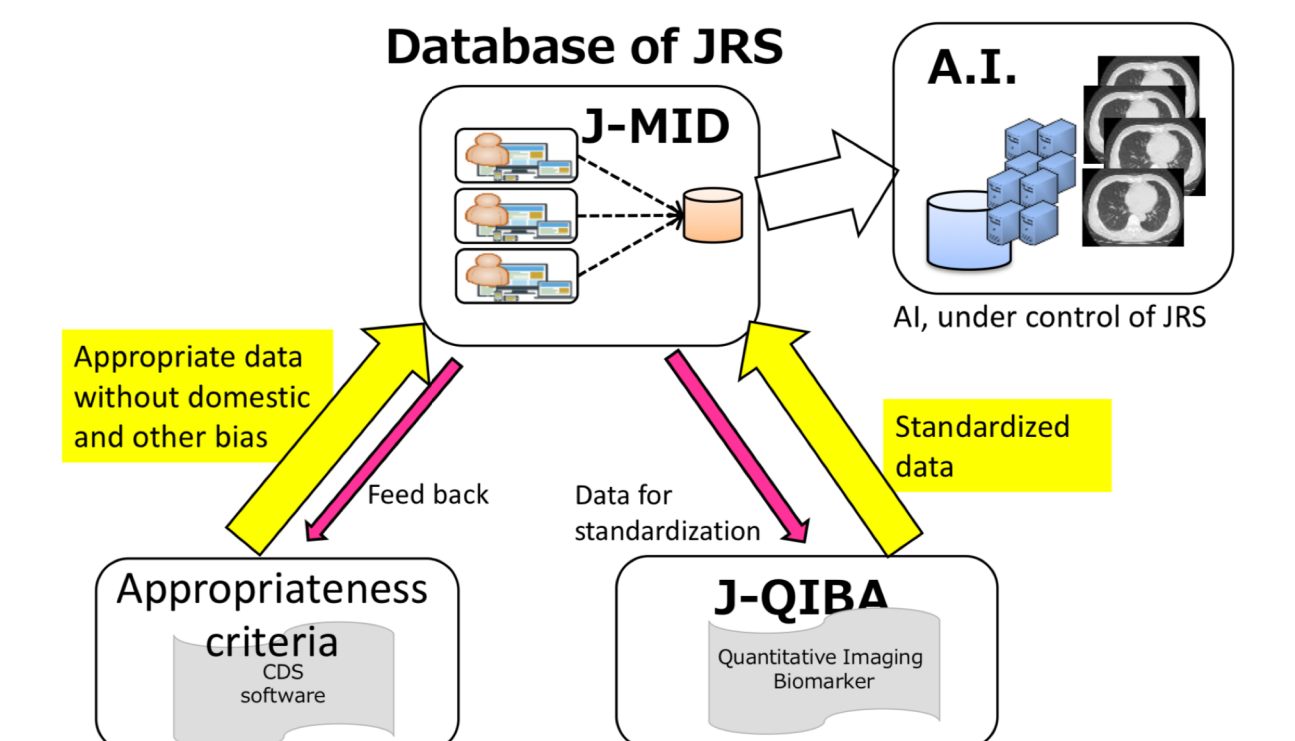 Database of JRS
J-MID
A.I.
AI, under control of JRS
Appropriate data
without domestic
and other bias
Feed back
Data for
standardization
Standardized
data
Appropriateness
criteria
CDS
software
J-QIBA
Quantitative Imaging
Biomarker